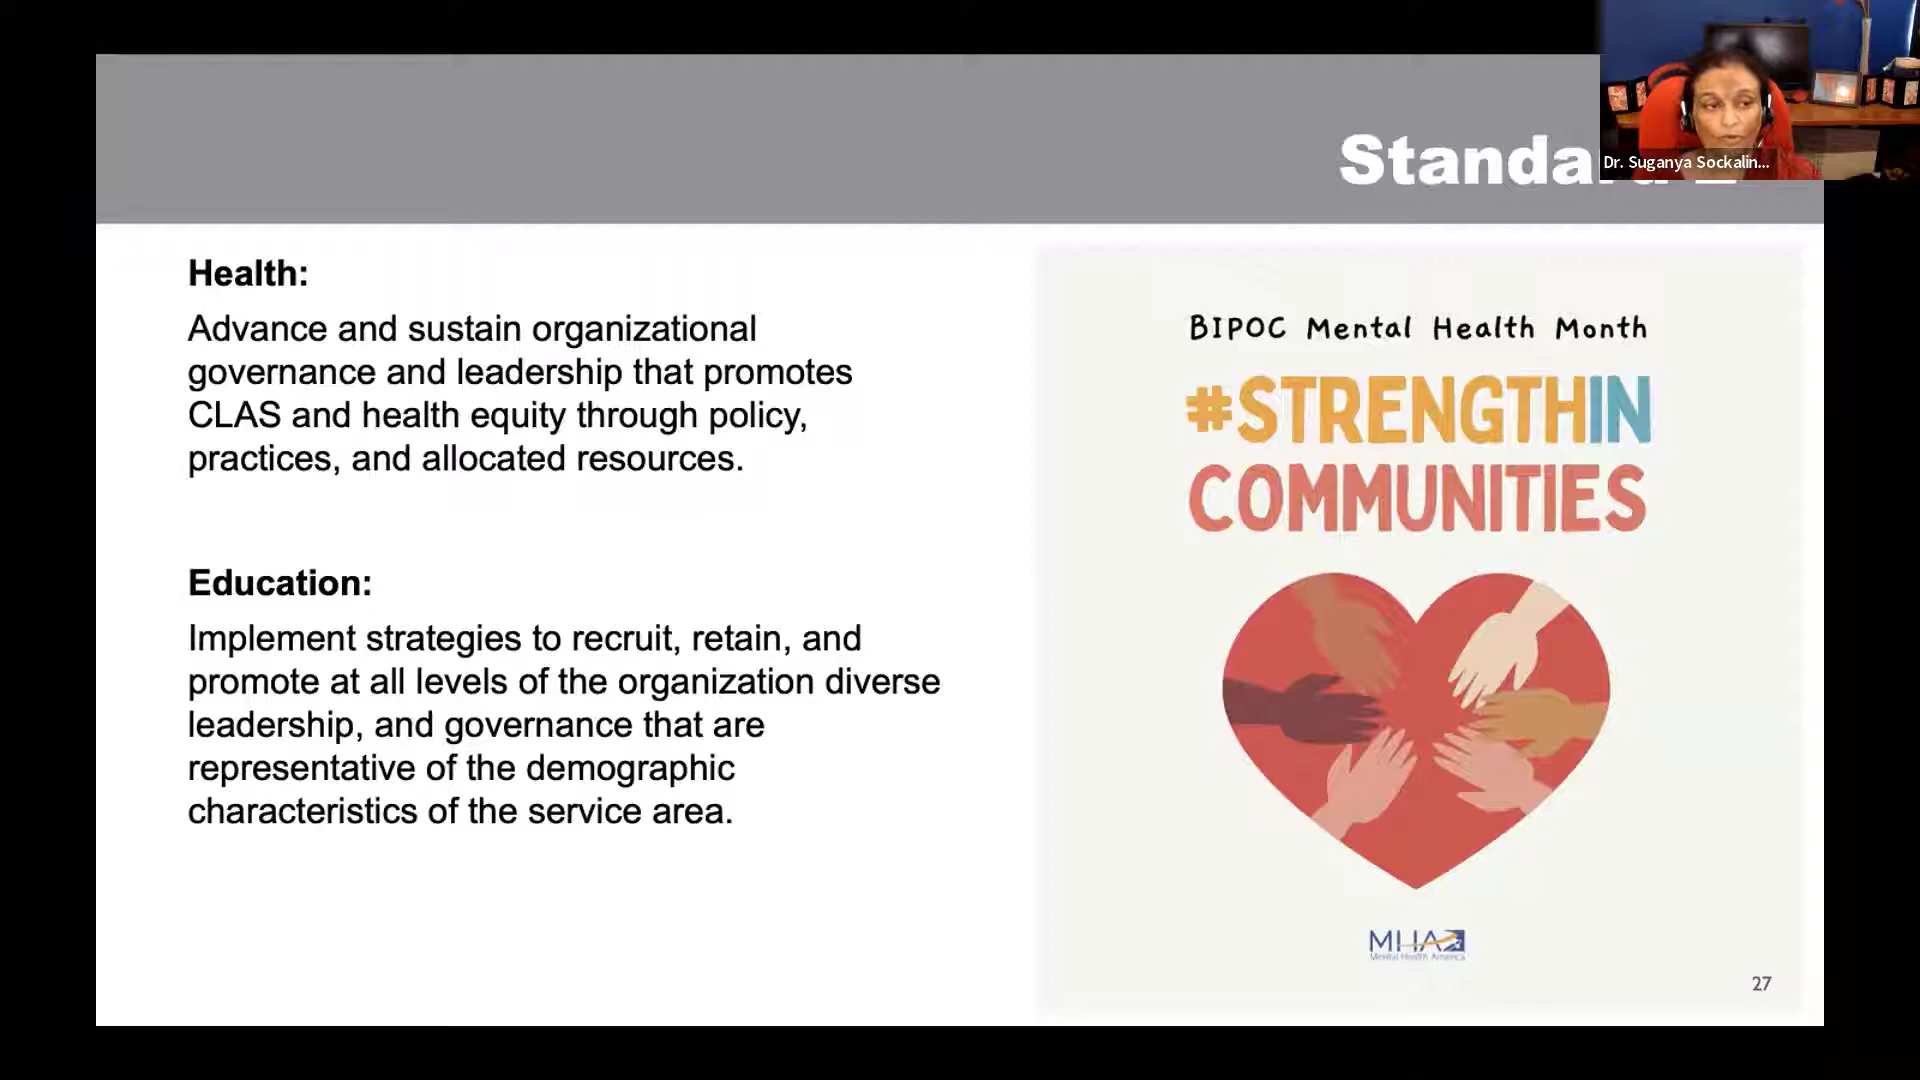 Standa
Dr. Suganya Sockalin...
Health:
Advance and sustain organizational
governance and leadership that promotes
CLAS and health equity through policy,
practices, and allocated resources.
Education:
Implement strategies to recruit, retain, and
promote at all levels of the organization diverse
leadership, and governance that are
representative of the demographic
characteristics of the service area.
BIPOC Mental Health Month
#STRENGTHIN
COMMUNITIES
MHA
Mental Health America
27